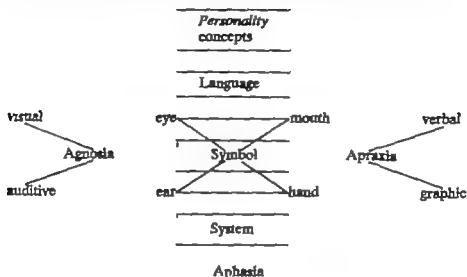 Personality
concepts
Language
visual eye mouth verbal
Agnosia Symbol Apraxia
auditive ear hand graphic
System
Aphasia